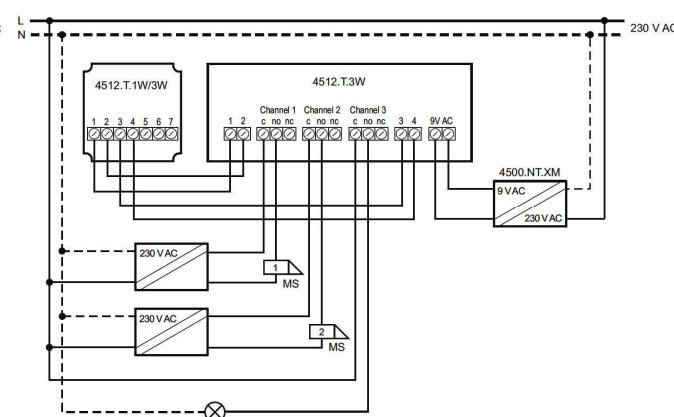 L
N
230 V AC
4512.T.1W/3W
1 2 3 4 5 6 7
4512.T.3W
Channel 1 Channel 2 Channel 3
1 2 c no nc c no nc c no nc 3 4 9V AC
4500.NT.XM
9 V AC
230 V AC
230 V AC
1
MS
230 V AC
2
MS